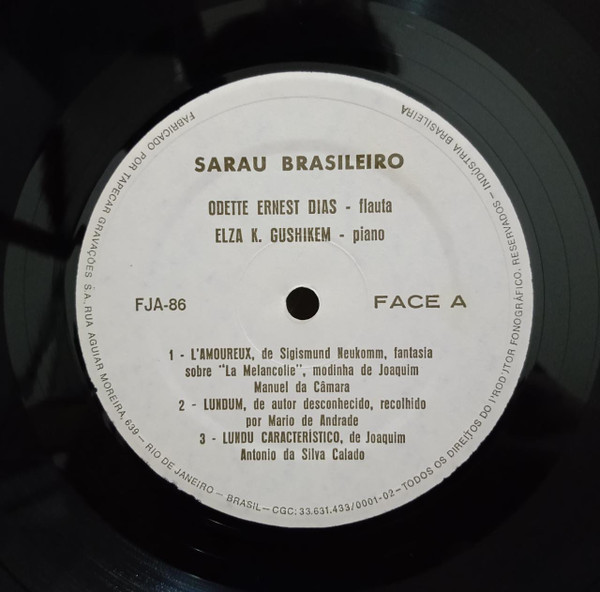 SARAU BRASILEIRO
ODETTE ERNEST DIAS - flauta
ELZA K. GUSHIKEM - piano
FJA-86
FACE A
1 - L'AMOUREUX, de Sigismund Neukomm, fantasia
sobre "La Melancolie", modinha de Joaquim
Manuel da Câmara
2 - LUNDUM, de autor desconhecido, recolhido
por Mario de Andrade
3 - LUNDU CARACTERÍSTICO, de Joaquim
Antonio da Silva Calado
FABRICADO POR TAPECAR GRAVAÇÕES S.A. RUA AGUIAR MOREIRA, 639 - RIO DE JANEIRO - BRASIL - CGC: 33.631.433/0001-02 - TODOS OS DIREITOS DO PRODUTOR FONOGRÁFICO. RESERVADOS - INDÚSTRIA BRASILEIRA